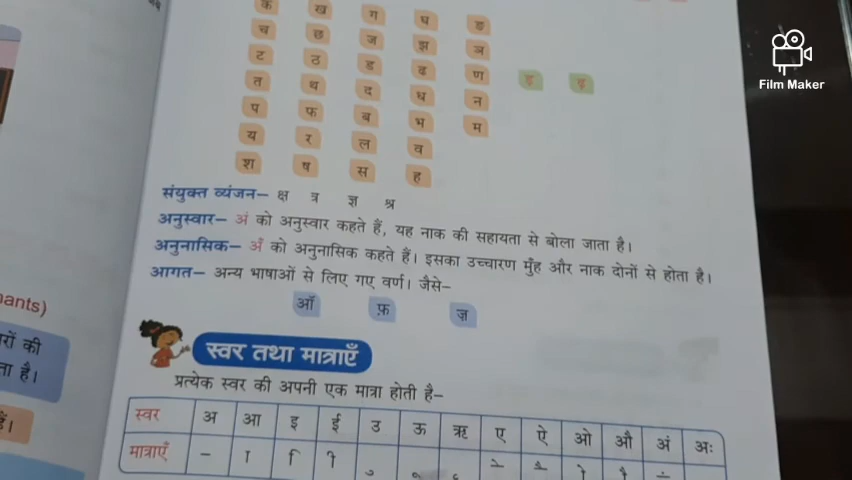 क ख ग घ ङ
च छ ज झ ञ
ट ठ ड ढ ण ड़ ढ़
त थ द ध न
प फ ब भ म
य र ल व
श ष स ह
संयुक्त व्यंजन– क्ष त्र ज्ञ श्र
अनुस्वार– अं को अनुस्वार कहते हैं, यह नाक की सहायता से बोला जाता है।
अनुनासिक– अँ को अनुनासिक कहते हैं। इसका उच्चारण मुँह और नाक दोनों से होता है।
आगत– अन्य भाषाओं से लिए गए वर्ण। जैसे–
ऑ फ़ ज़
स्वर तथा मात्राएँ
प्रत्येक स्वर की अपनी एक मात्रा होती है–
स्वर अ आ इ ई उ ऊ ऋ ए ऐ ओ औ अं अः
मात्राएँ – ा ि ी ु ू ृ े ै ो ौ ं
nants)
रों की
ता है।
हैं।
Film Maker